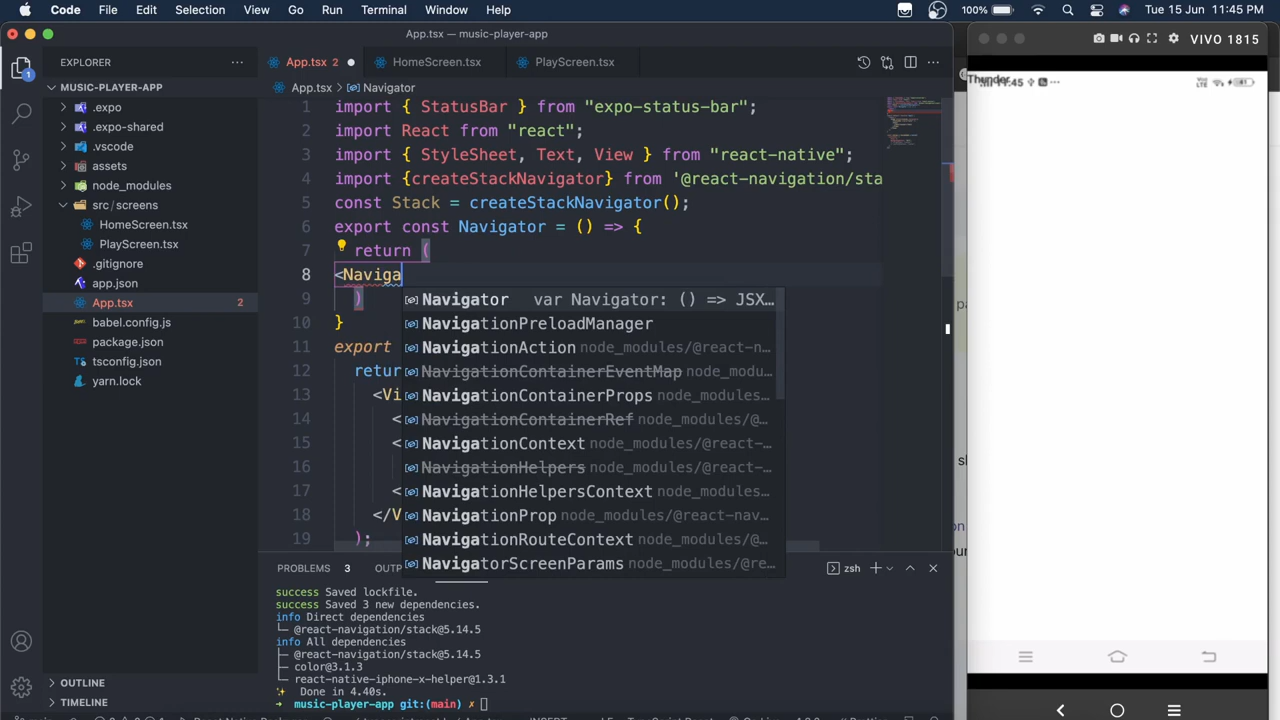 Code File Edit Selection View Go Run Terminal Window Help 100% Tue 15 Jun 11:45 PM
App.tsx — music-player-app
VIVO 1815
EXPLORER
App.tsx 2
HomeScreen.tsx
PlayScreen.tsx
MUSIC-PLAYER-APP
App.tsx > Navigator
.expo
.expo-shared
.vscode
assets
node_modules
src/screens
HomeScreen.tsx
PlayScreen.tsx
.gitignore
app.json
App.tsx 2
babel.config.js
package.json
tsconfig.json
yarn.lock
OUTLINE
TIMELINE
1 import { StatusBar } from "expo-status-bar";
2 import React from "react";
3 import { StyleSheet, Text, View } from "react-native";
4 import {createStackNavigator} from '@react-navigation/sta
5 const Stack = createStackNavigator();
6 export const Navigator = () => {
7 return (
8 <Naviga
9 )
10 }
11 export
12 retur
13 <Vi
14 <
15 <
16
17 <
18 </V
19 );
Navigator var Navigator: () => JSX…
NavigationPreloadManager
NavigationAction node_modules/@react-n…
NavigationContainerEventMap node_modu…
NavigationContainerProps node_modules…
NavigationContainerRef node_modules/@…
NavigationContext node_modules/@react-…
NavigationHelpers node_modules/@react-…
NavigationHelpersContext node_modules…
NavigationProp node_modules/@react-nav…
NavigationRouteContext node_modules/@…
NavigatorScreenParams node_modules/@re…
PROBLEMS 3 OUTP zsh
success Saved lockfile.
success Saved 3 new dependencies.
info Direct dependencies
└─ @react-navigation/stack@5.14.5
info All dependencies
├─ @react-navigation/stack@5.14.5
├─ color@3.1.3
└─ react-native-iphone-x-helper@1.3.1
✨ Done in 4.40s.
➜ music-player-app git:(main) ✗
Thunder